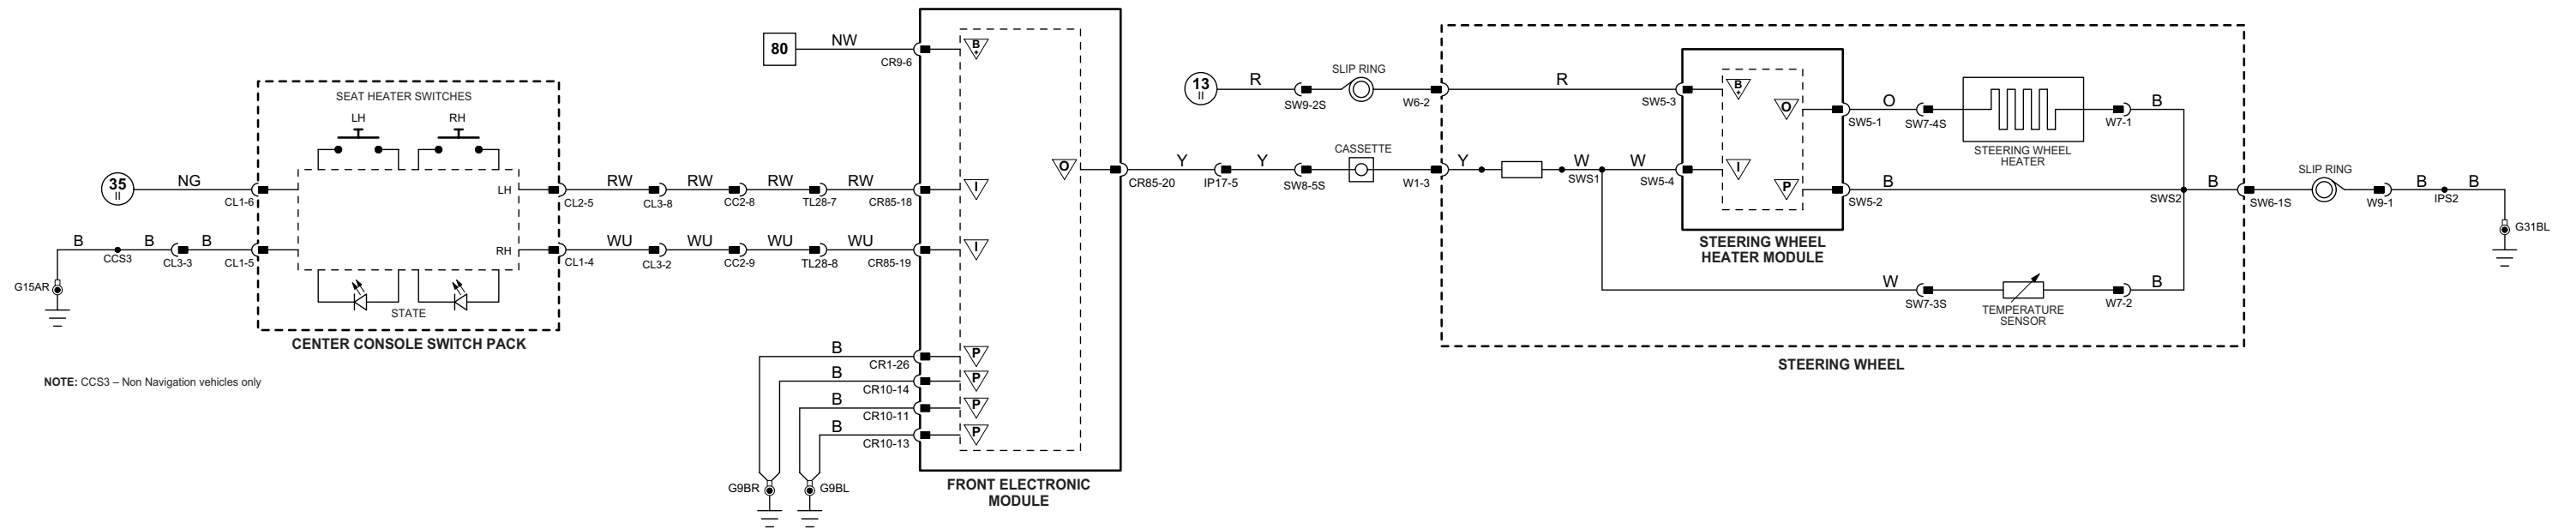 80
NW
CR9-6
B
+
SEAT HEATER SWITCHES
LH
RH
35
II
NG
CL1-6
LH
CL2-5
RW
CL3-8
RW
CC2-8
RW
TL28-7
RW
CR85-18
I
B
CCS3
B
CL3-3
B
CL1-5
RH
CL1-4
WU
CL3-2
WU
CC2-9
WU
TL28-8
WU
CR85-19
I
G15AR
STATE
CENTER CONSOLE SWITCH PACK
NOTE: CCS3 – Non Navigation vehicles only
B
CR1-26
P
B
CR10-14
P
B
CR10-11
P
B
CR10-13
P
G9BR
G9BL
FRONT ELECTRONIC
MODULE
O
CR85-20
Y
IP17-5
Y
SW8-5S
CASSETTE
W1-3
Y
W
SWS1
W
SW5-4
I
13
II
R
SW9-2S
SLIP RING
W6-2
R
SW5-3
B
+
O
SW5-1
O
SW7-4S
STEERING WHEEL
HEATER
W7-1
B
P
SW5-2
B
SWS2
B
SW6-1S
SLIP RING
W9-1
B
IPS2
B
G31BL
STEERING WHEEL
HEATER MODULE
W
SW7-3S
TEMPERATURE
SENSOR
W7-2
B
STEERING WHEEL